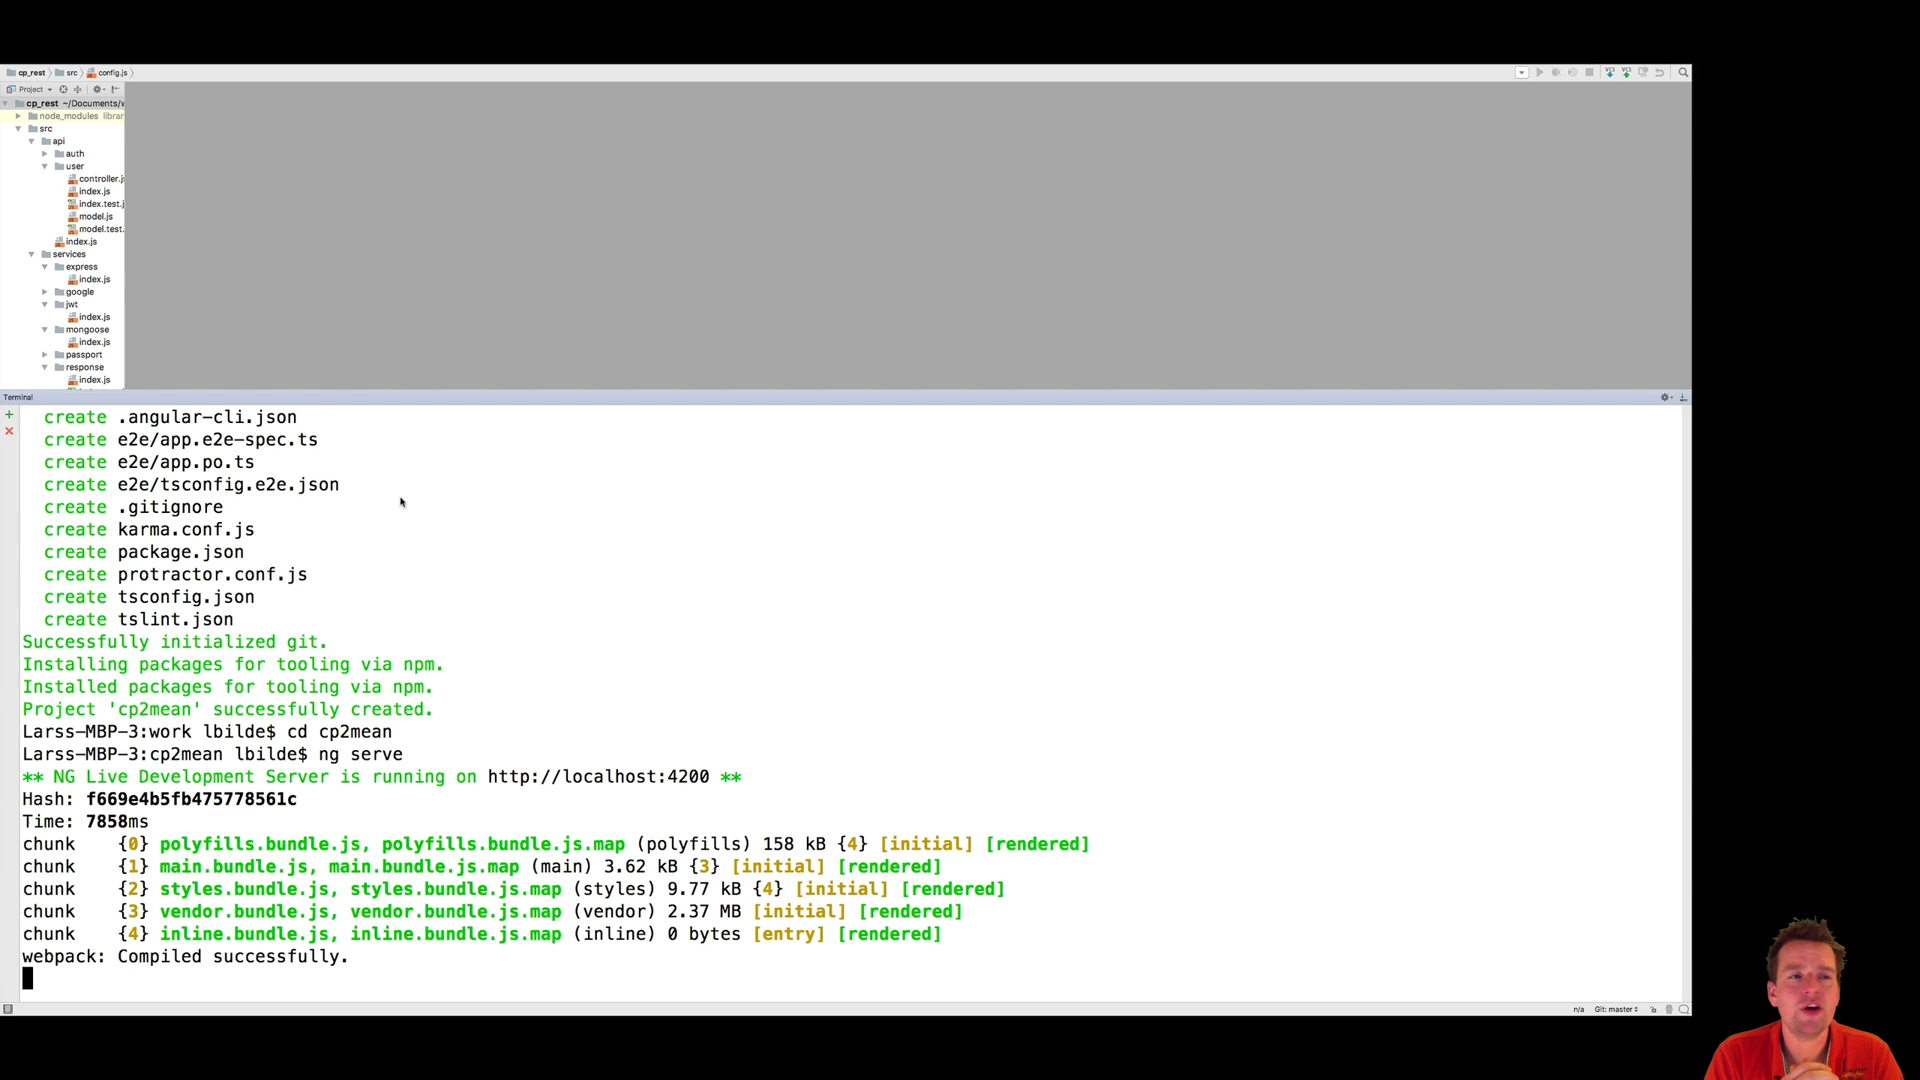 cp_rest src config.js
Project
cp_rest ~/Documents/w
node_modules librar
src
api
auth
user
controller.js
index.js
index.test.j
model.js
model.test.
index.js
services
express
index.js
google
jwt
index.js
mongoose
index.js
passport
response
index.js
Terminal
create .angular-cli.json
create e2e/app.e2e-spec.ts
create e2e/app.po.ts
create e2e/tsconfig.e2e.json
create .gitignore
create karma.conf.js
create package.json
create protractor.conf.js
create tsconfig.json
create tslint.json
Successfully initialized git.
Installing packages for tooling via npm.
Installed packages for tooling via npm.
Project 'cp2mean' successfully created.
Larss-MBP-3:work lbilde$ cd cp2mean
Larss-MBP-3:cp2mean lbilde$ ng serve
** NG Live Development Server is running on http://localhost:4200 **
Hash: f669e4b5fb475778561c
Time: 7858ms
chunk {0} polyfills.bundle.js, polyfills.bundle.js.map (polyfills) 158 kB {4} [initial] [rendered]
chunk {1} main.bundle.js, main.bundle.js.map (main) 3.62 kB {3} [initial] [rendered]
chunk {2} styles.bundle.js, styles.bundle.js.map (styles) 9.77 kB {4} [initial] [rendered]
chunk {3} vendor.bundle.js, vendor.bundle.js.map (vendor) 2.37 MB [initial] [rendered]
chunk {4} inline.bundle.js, inline.bundle.js.map (inline) 0 bytes [entry] [rendered]
webpack: Compiled successfully.
n/a Git: master